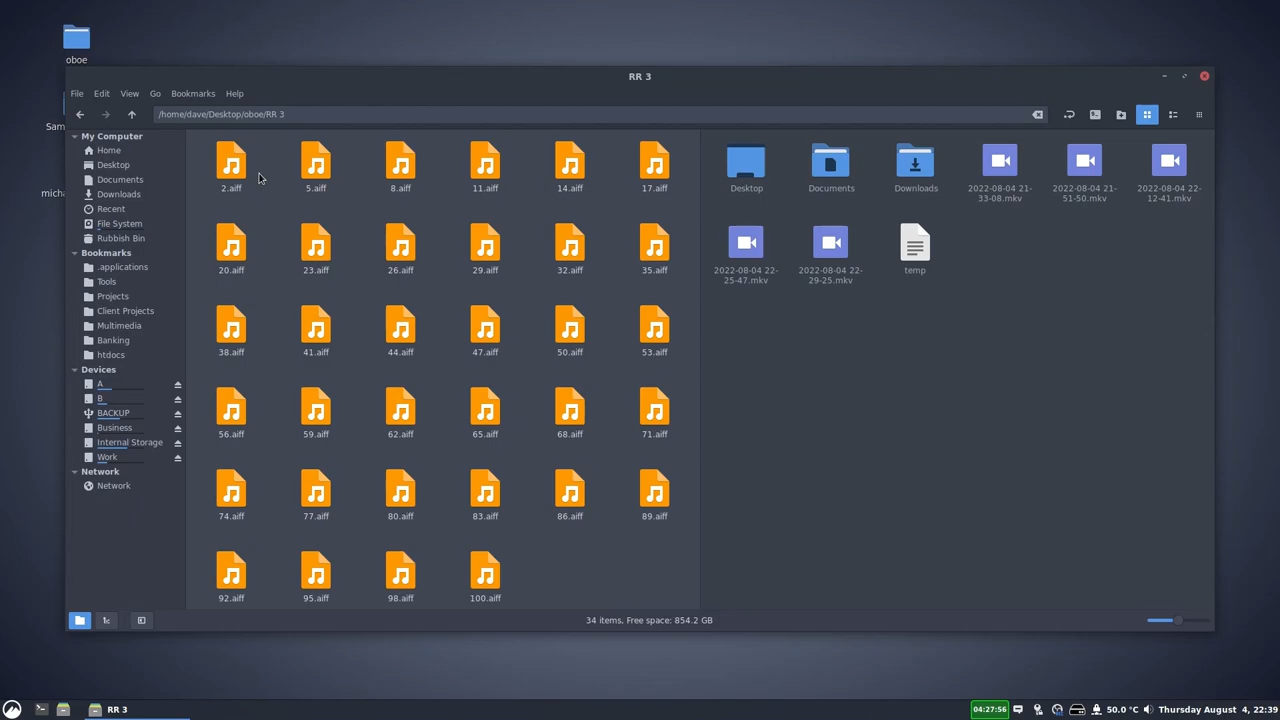 oboe
RR 3
File Edit View Go Bookmarks Help
/home/dave/Desktop/oboe/RR 3
Sam
micha
My Computer
Home
Desktop
Documents
Downloads
Recent
File System
Rubbish Bin
Bookmarks
.applications
Tools
Projects
Client Projects
Multimedia
Banking
htdocs
Devices
A
B
BACKUP
Business
Internal Storage
Work
Network
Network
2.aiff 5.aiff 8.aiff 11.aiff 14.aiff 17.aiff
20.aiff 23.aiff 26.aiff 29.aiff 32.aiff 35.aiff
38.aiff 41.aiff 44.aiff 47.aiff 50.aiff 53.aiff
56.aiff 59.aiff 62.aiff 65.aiff 68.aiff 71.aiff
74.aiff 77.aiff 80.aiff 83.aiff 86.aiff 89.aiff
92.aiff 95.aiff 98.aiff 100.aiff
Desktop Documents Downloads 2022-08-04 21- 2022-08-04 21- 2022-08-04 22-
33-08.mkv 51-50.mkv 12-41.mkv
2022-08-04 22- 2022-08-04 22- temp
25-47.mkv 29-25.mkv
34 items, Free space: 854.2 GB
RR 3
04:27:56
50.0 °C
Thursday August 4, 22:39